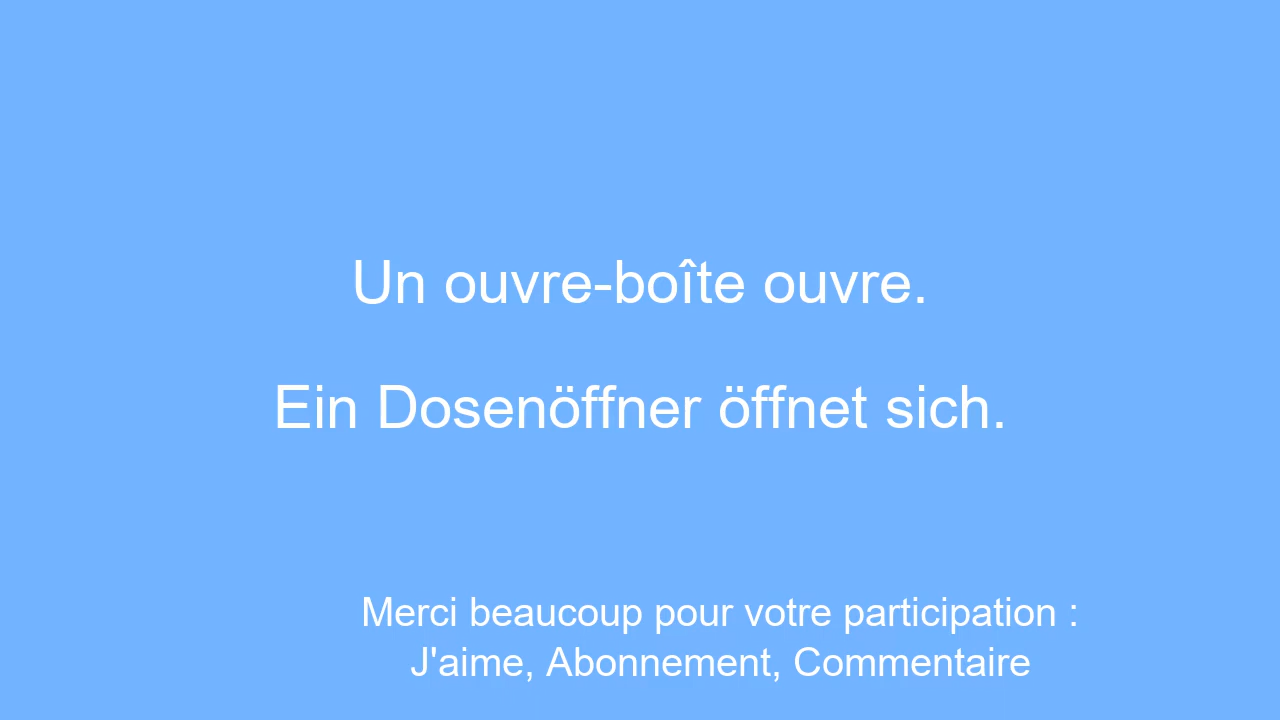 Un ouvre-boîte ouvre.
Ein Dosenöffner öffnet sich.
Merci beaucoup pour votre participation :
J'aime, Abonnement, Commentaire